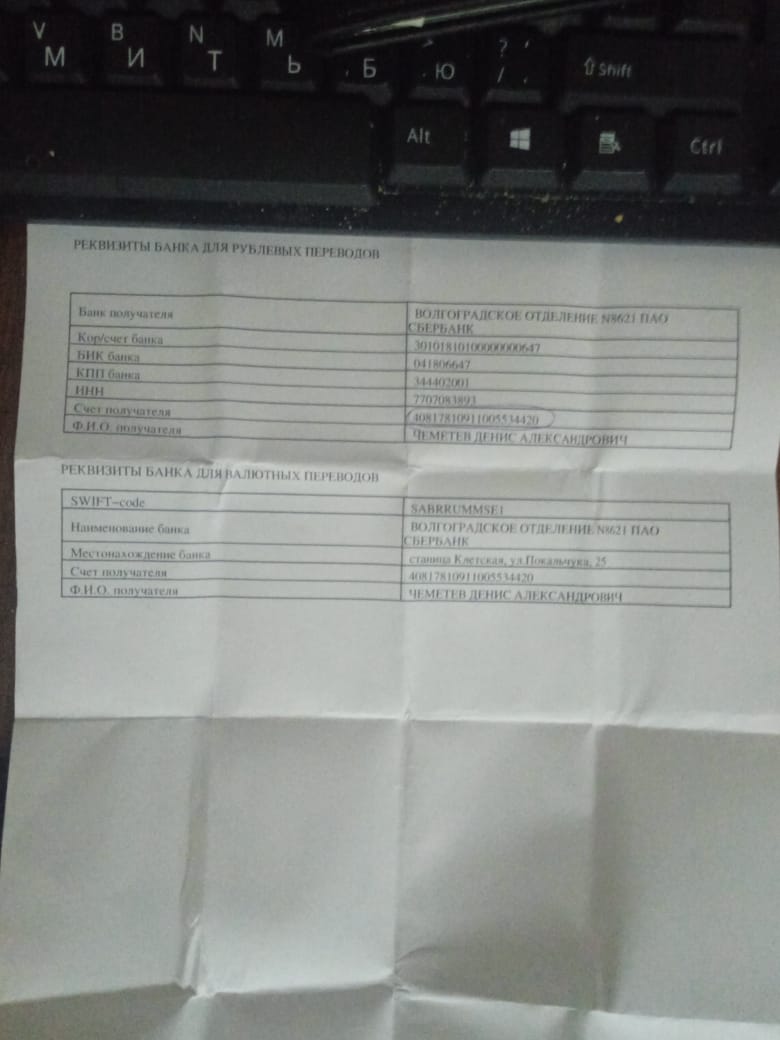 V B N M
М И Т Ь Б Ю ? , / .
Shift
Alt Ctrl
РЕКВИЗИТЫ БАНКА ДЛЯ РУБЛЕВЫХ ПЕРЕВОДОВ
Банк получателя ВОЛГОГРАДСКОЕ ОТДЕЛЕНИЕ N8621 ПАО
СБЕРБАНК
Кор/счет банка 30101810100000000647
БИК банка 041806647
КПП банка 344402001
ИНН 7707083893
Счет получателя 40817810911005534420
Ф.И.О. получателя ЧЕМЕТЕВ ДЕНИС АЛЕКСАНДРОВИЧ
РЕКВИЗИТЫ БАНКА ДЛЯ ВАЛЮТНЫХ ПЕРЕВОДОВ
SWIFT-code SABRRUMMSE1
Наименование банка ВОЛГОГРАДСКОЕ ОТДЕЛЕНИЕ N8621 ПАО
СБЕРБАНК
Местонахождение банка станица Клетская, ул.Покальчука, 25
Счет получателя 40817810911005534420
Ф.И.О. получателя ЧЕМЕТЕВ ДЕНИС АЛЕКСАНДРОВИЧ